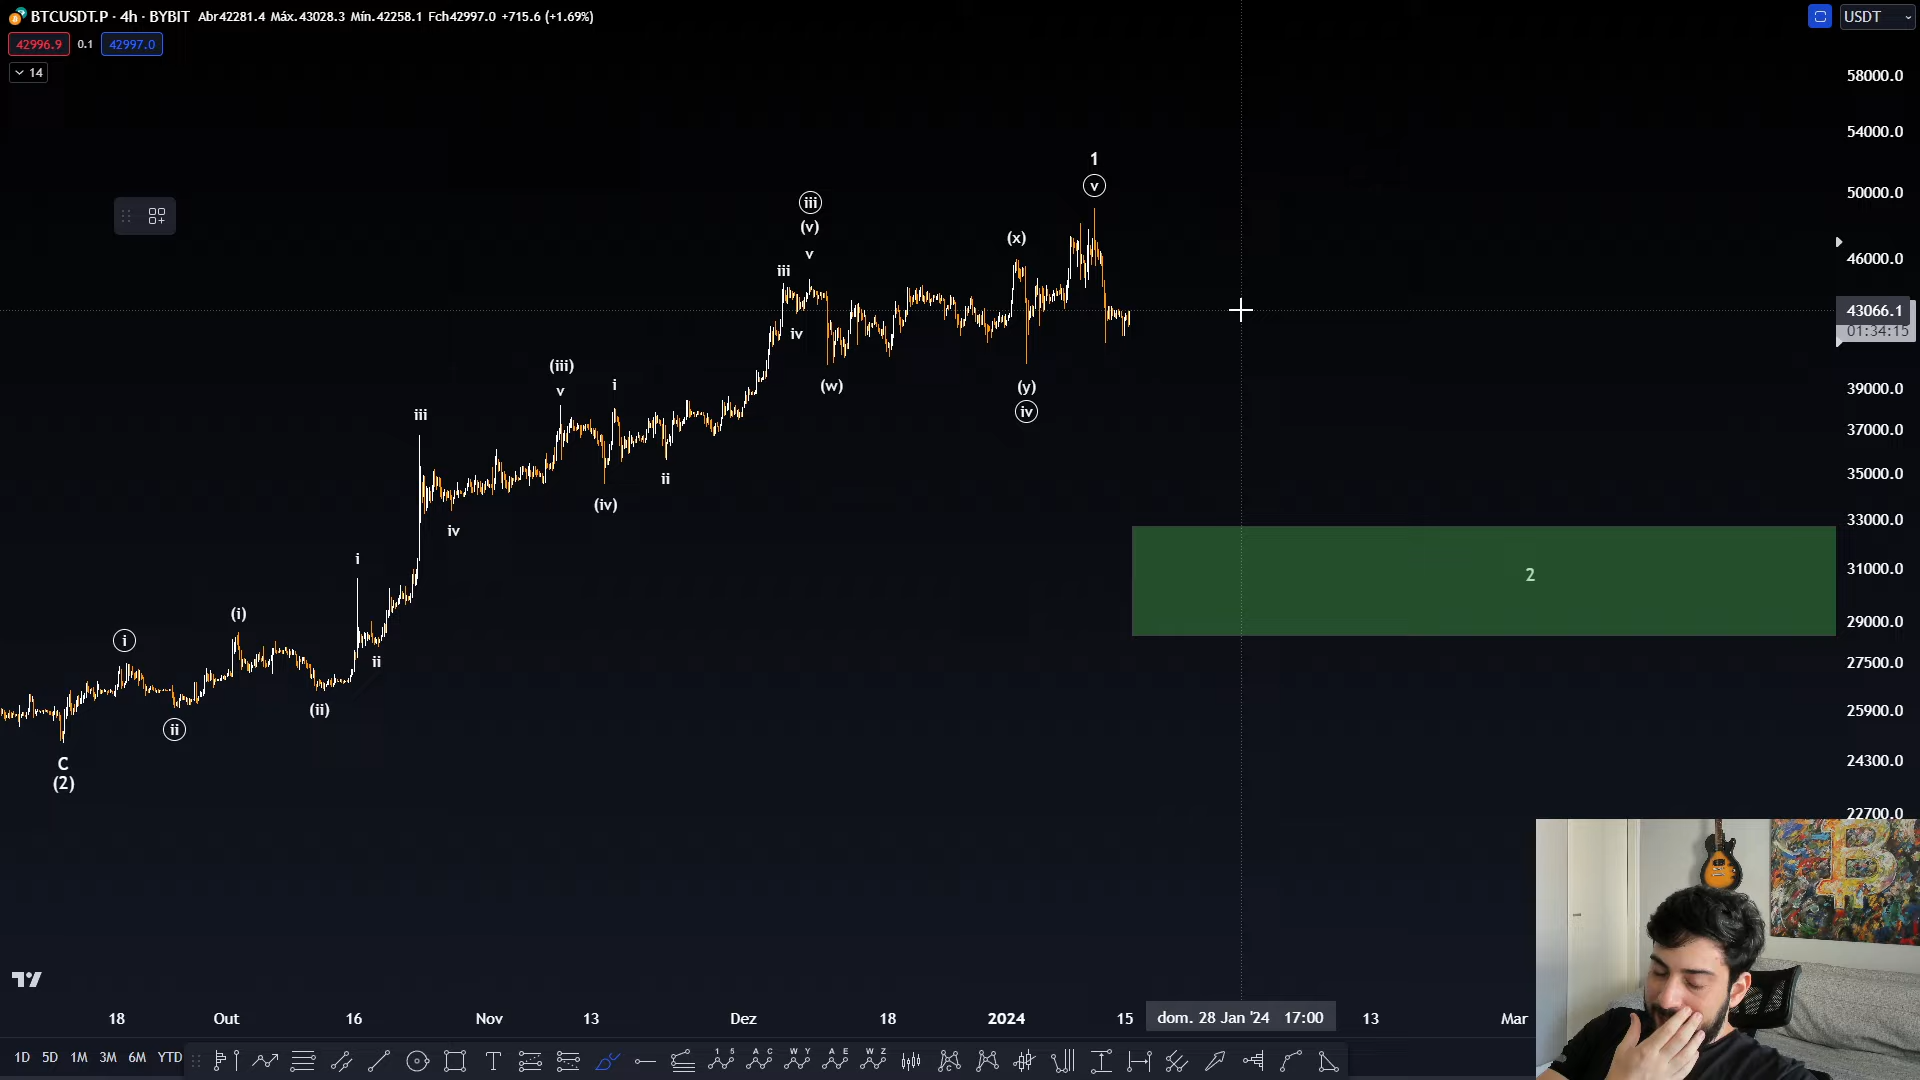 BTCUSDT.P · 4h · BYBIT Abr42281.4 Máx.43028.3 Mín.42258.1 Fch42997.0 +715.6 (+1.69%)
USDT
42996.9 0.1 42997.0
14
58000.0
54000.0
50000.0
46000.0
43066.1
01:34:15
39000.0
37000.0
35000.0
33000.0
31000.0
29000.0
27500.0
25900.0
24300.0
22700.0
1
v
iii
(v)
v
(x)
iii
iv
(w)
(y)
iv
(iii)
v
i
iii
(iv)
ii
iv
i
2
(i)
i
ii
(ii)
ii
C
(2)
18 Out 16 Nov 13 Dez 18 2024 15 dom. 28 Jan '24 17:00 13 Mar
1D 5D 1M 3M 6M YTD